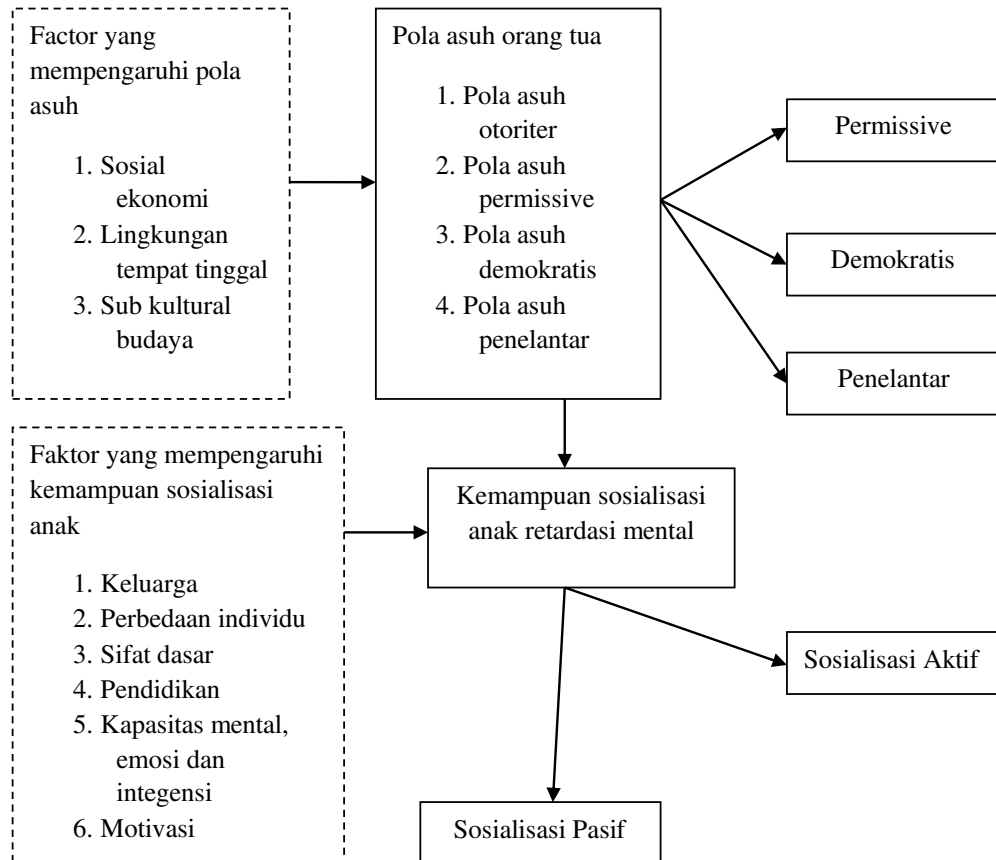 Factor yang
mempengaruhi pola
asuh
1. Sosial
ekonomi
2. Lingkungan
tempat tinggal
3. Sub kultural
budaya
Pola asuh orang tua
1. Pola asuh
otoriter
2. Pola asuh
permissive
3. Pola asuh
demokratis
4. Pola asuh
penelantar
Permissive
Demokratis
Penelantar
Faktor yang mempengaruhi
kemampuan sosialisasi
anak
1. Keluarga
2. Perbedaan individu
3. Sifat dasar
4. Pendidikan
5. Kapasitas mental,
emosi dan
integensi
6. Motivasi
Kemampuan sosialisasi
anak retardasi mental
Sosialisasi Aktif
Sosialisasi Pasif